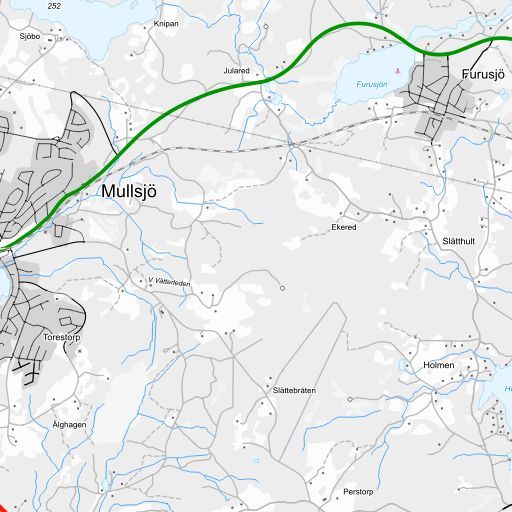 252
Sjöbo
Knipan
Julared
Furusjön
Furusjö
Mullsjö
Ekered
Slätthult
V Vätterleden
Torestorp
Holmen
Slättebråten
Älghagen
Perstorp